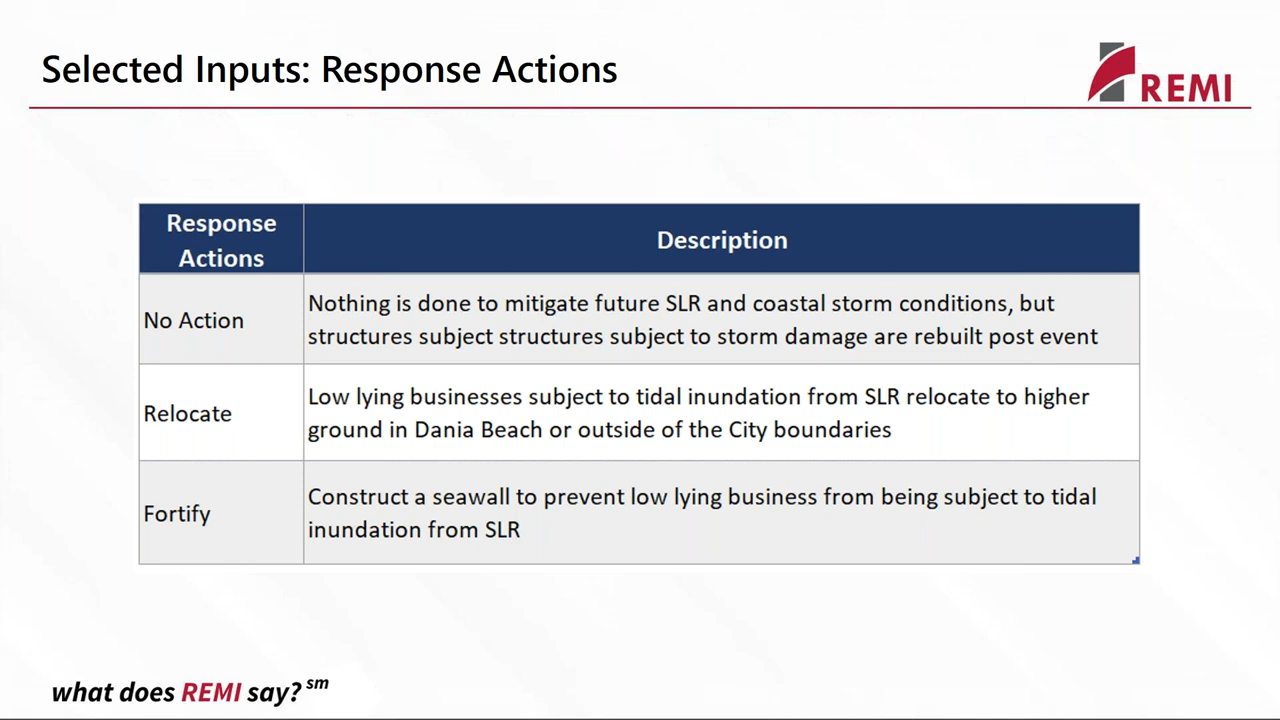 Selected Inputs: Response Actions
REMI
Response
Actions
Description
No Action
Nothing is done to mitigate future SLR and coastal storm conditions, but
structures subject structures subject to storm damage are rebuilt post event
Relocate
Low lying businesses subject to tidal inundation from SLR relocate to higher
ground in Dania Beach or outside of the City boundaries
Fortify
Construct a seawall to prevent low lying business from being subject to tidal
inundation from SLR
what does REMI say? sm